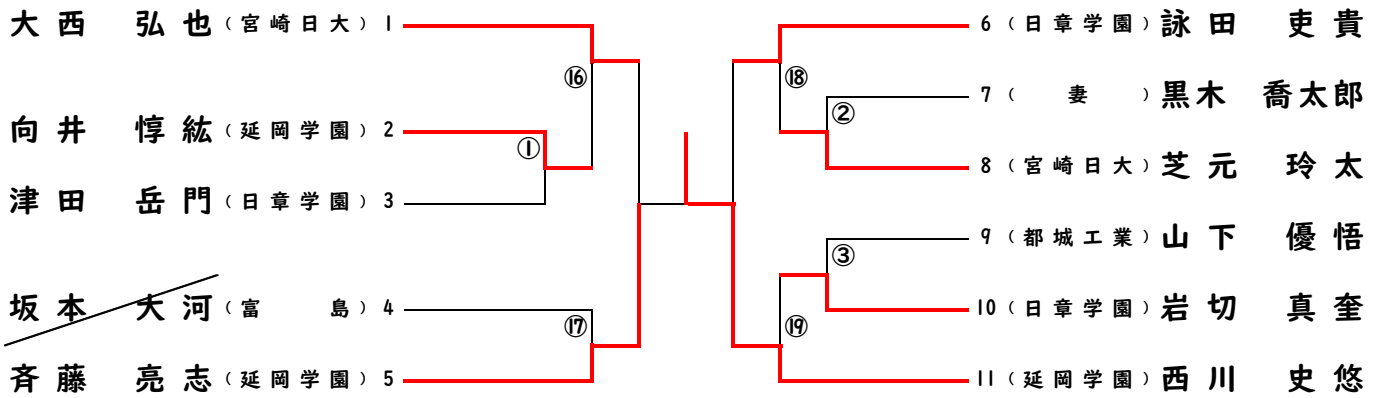 大西 弘也（宮崎日大）1
⑯
向井 惇紘（延岡学園）2
①
津田 岳門（日章学園）3
坂本 大河（富島）4
⑰
斉藤 亮志（延岡学園）5
6（日章学園）詠田 吏貴
⑱
7（妻）黒木 喬太郎
②
8（宮崎日大）芝元 玲太
9（都城工業）山下 優悟
③
10（日章学園）岩切 真奎
⑲
11（延岡学園）西川 史悠